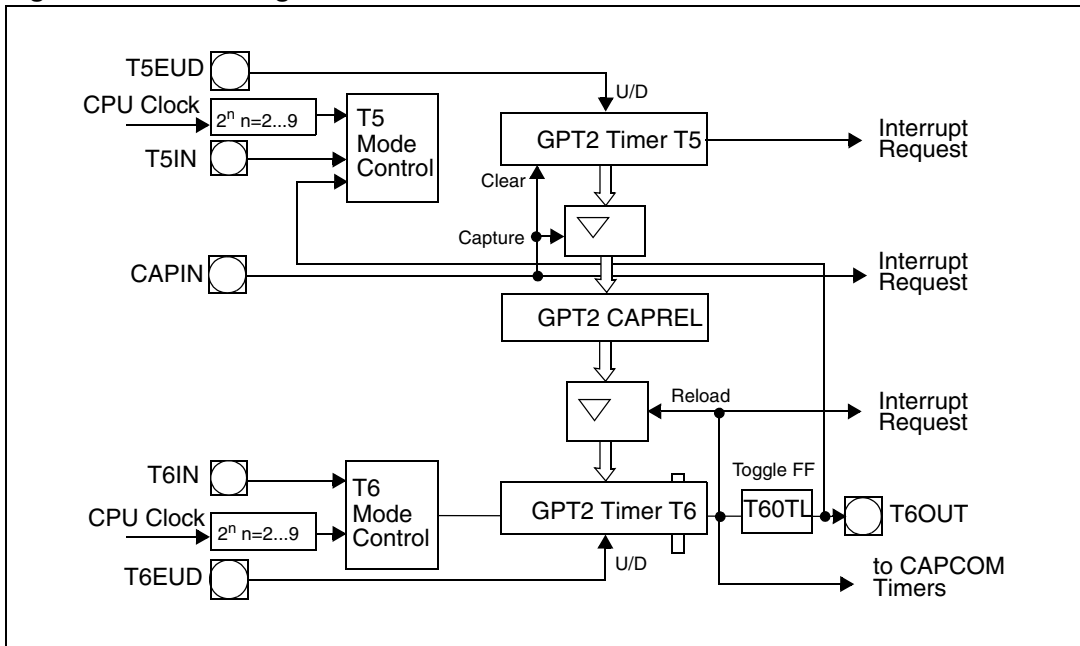 T5EUD
U/D
CPU Clock
2ⁿ n=2...9
T5
Mode
Control
GPT2 Timer T5
Interrupt
Request
T5IN
Clear
Capture
CAPIN
Interrupt
Request
GPT2 CAPREL
Reload
Interrupt
Request
T6IN
T6
Mode
Control
Toggle FF
GPT2 Timer T6
T60TL
T6OUT
CPU Clock
2ⁿ n=2...9
T6EUD
U/D
to CAPCOM
Timers